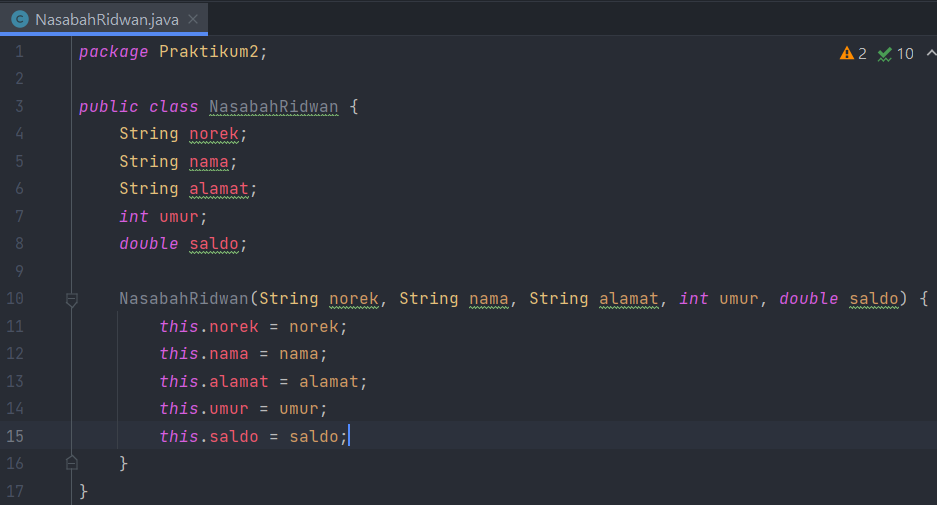 C NasabahRidwan.java ×
1 package Praktikum2; 2 10
2
3 public class NasabahRidwan {
4     String norek;
5     String nama;
6     String alamat;
7     int umur;
8     double saldo;
9
10     NasabahRidwan(String norek, String nama, String alamat, int umur, double saldo) {
11         this.norek = norek;
12         this.nama = nama;
13         this.alamat = alamat;
14         this.umur = umur;
15         this.saldo = saldo;
16     }
17 }